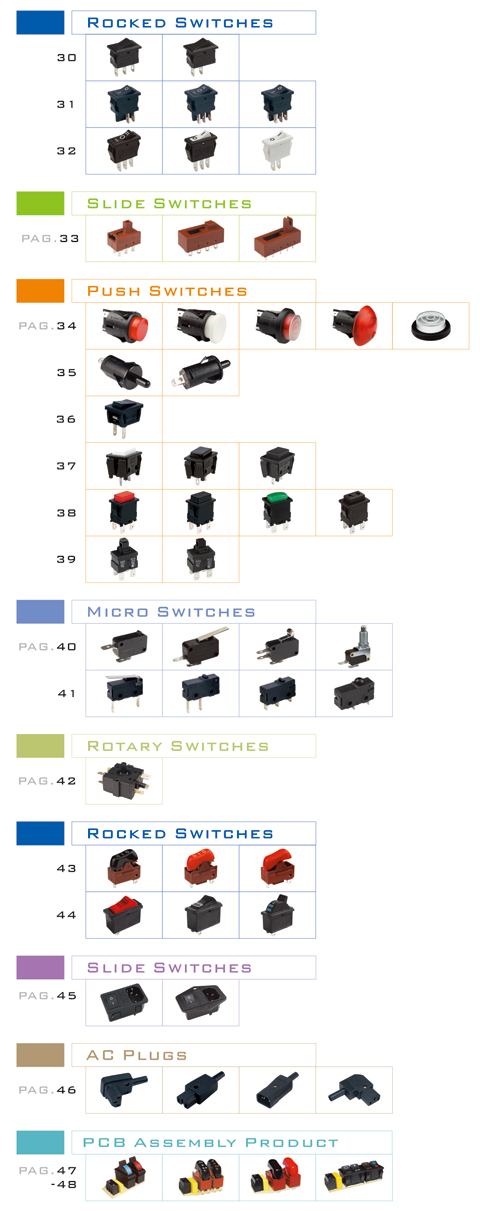 Rocked Switches
30
31
32
Slide Switches
PAG.33
Push Switches
PAG.34
35
36
37
38
39
Micro Switches
PAG.40
41
Rotary Switches
PAG.42
Rocked Switches
43
44
Slide Switches
PAG.45
AC Plugs
PAG.46
PCB Assembly Product
PAG.47
-48